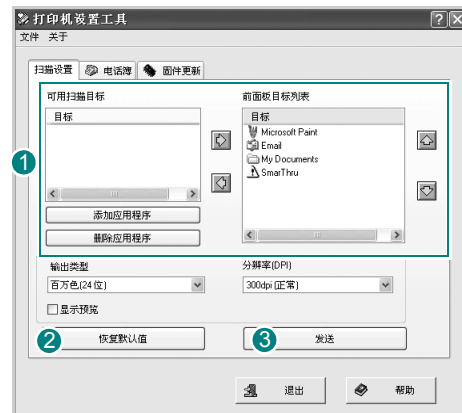 打印机设置工具
文件 关于
扫描设置 电话簿 固件更新
可用扫描目标
目标
添加应用程序
删除应用程序
前面板目标列表
目标
Microsoft Paint
Email
My Documents
SmarThru
1
输出类型
百万色(24 位)
分辨率(DPI)
300dpi (正常)
显示预览
2 恢复默认值
3 发送
退出
帮助